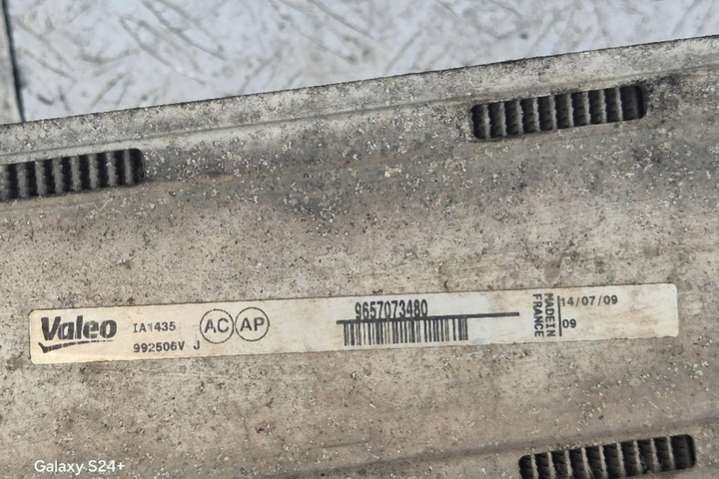 Valeo
IA1435
992506V J
AC AP
9657073480
MADE IN
FRANCE
14/07/09
09
Galaxy S24+